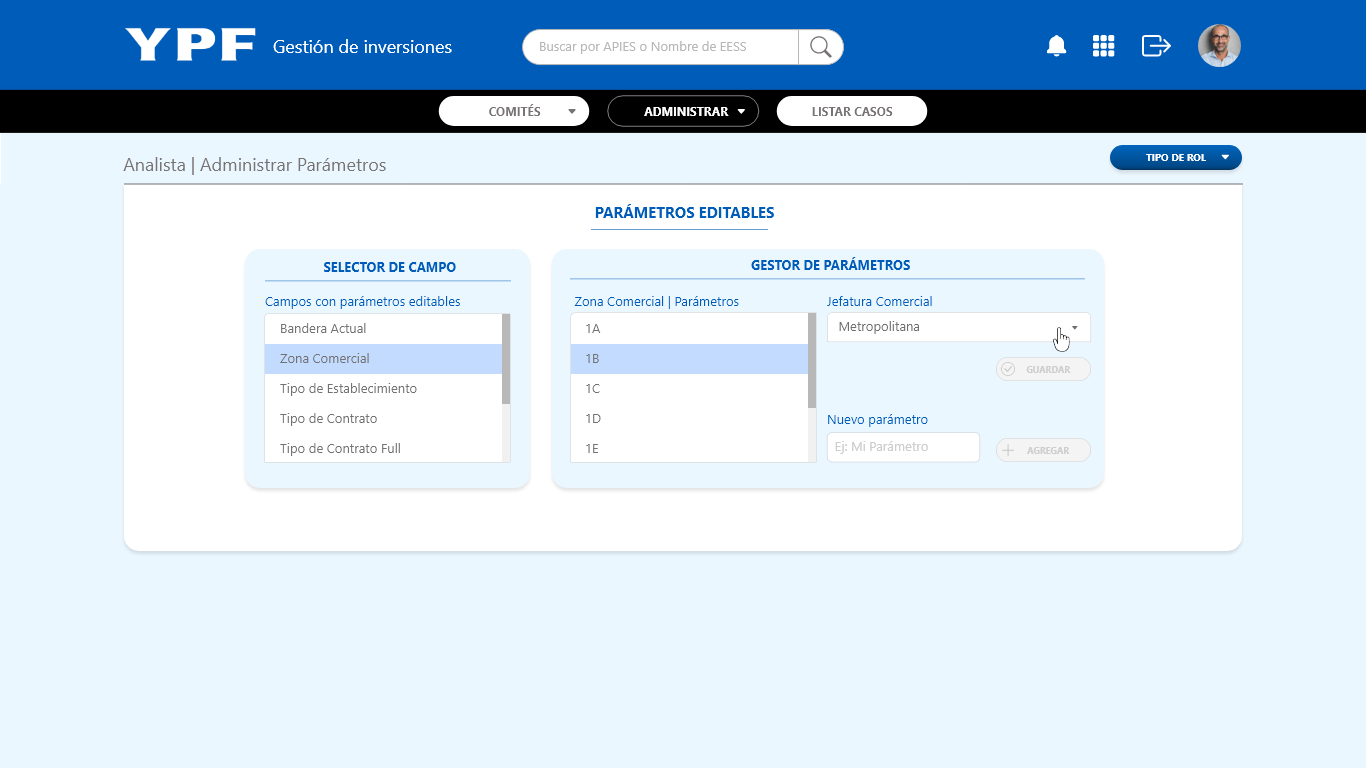 YPF Gestión de inversiones
Buscar por APIES o Nombre de EESS
COMITÉS
ADMINISTRAR
LISTAR CASOS
Analista | Administrar Parámetros
TIPO DE ROL
PARÁMETROS EDITABLES
SELECTOR DE CAMPO
Campos con parámetros editables
Bandera Actual
Zona Comercial
Tipo de Establecimiento
Tipo de Contrato
Tipo de Contrato Full
GESTOR DE PARÁMETROS
Zona Comercial | Parámetros
1A
1B
1C
1D
1E
Jefatura Comercial
Metropolitana
GUARDAR
Nuevo parámetro
Ej: Mi Parámetro
AGREGAR